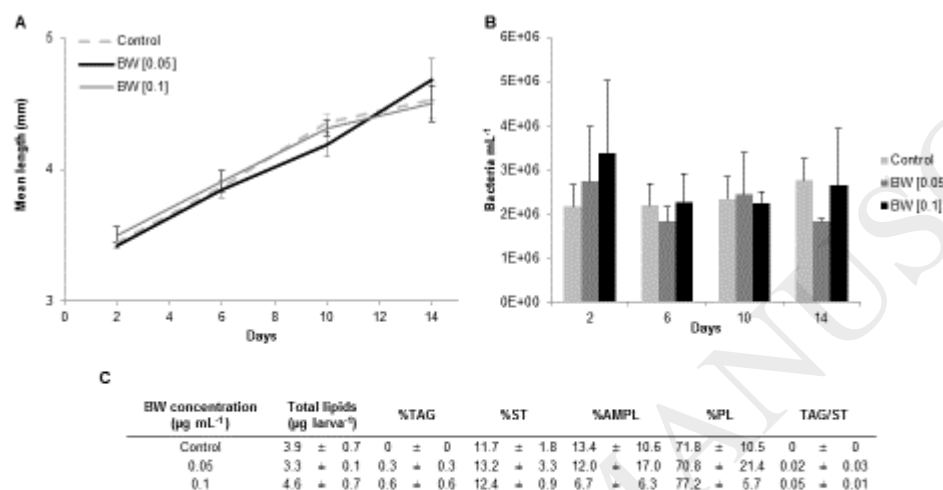 A
5
4
3
Mean length (mm)
0 2 4 6 8 10 12 14
Days
Control
BW [0.05]
BW [0.1]
B
6E+06
5E+06
4E+06
3E+06
2E+06
1E+06
0E+00
Bacteria mL-1
2 6 10 14
Days
Control
BW [0.05]
BW [0.1]
C
BW concentration (µg mL-1) Total lipids (µg larva-1) %TAG %ST %AMPL %PL TAG/ST
Control 3.9 ± 0.7 0 ± 0 11.7 ± 1.8 13.4 ± 10.6 71.8 ± 10.5 0 ± 0
0.05 3.3 ± 0.1 0.3 ± 0.3 13.2 ± 3.3 12.0 ± 17.0 70.8 ± 21.4 0.02 ± 0.03
0.1 4.6 ± 0.7 0.6 ± 0.6 12.4 ± 0.9 6.7 ± 6.3 77.2 ± 5.7 0.05 ± 0.01
MANUSC